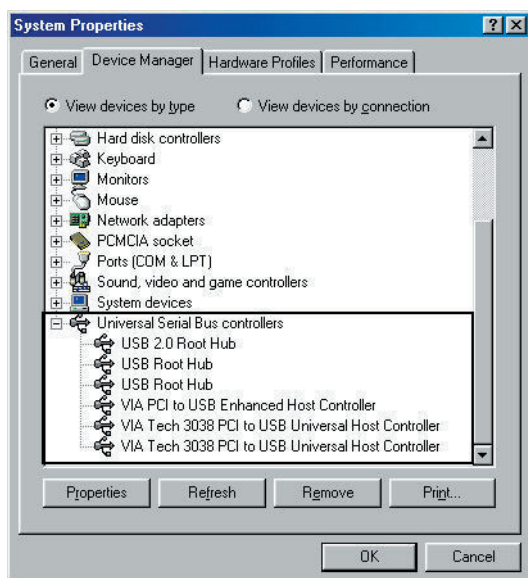 System Properties
General Device Manager Hardware Profiles Performance
View devices by type View devices by connection
Hard disk controllers
Keyboard
Monitors
Mouse
Network adapters
PCMCIA socket
Ports (COM & LPT)
Sound, video and game controllers
System devices
Universal Serial Bus controllers
USB 2.0 Root Hub
USB Root Hub
USB Root Hub
VIA PCI to USB Enhanced Host Controller
VIA Tech 3038 PCI to USB Universal Host Controller
VIA Tech 3038 PCI to USB Universal Host Controller
Properties Refresh Remove Print...
OK Cancel